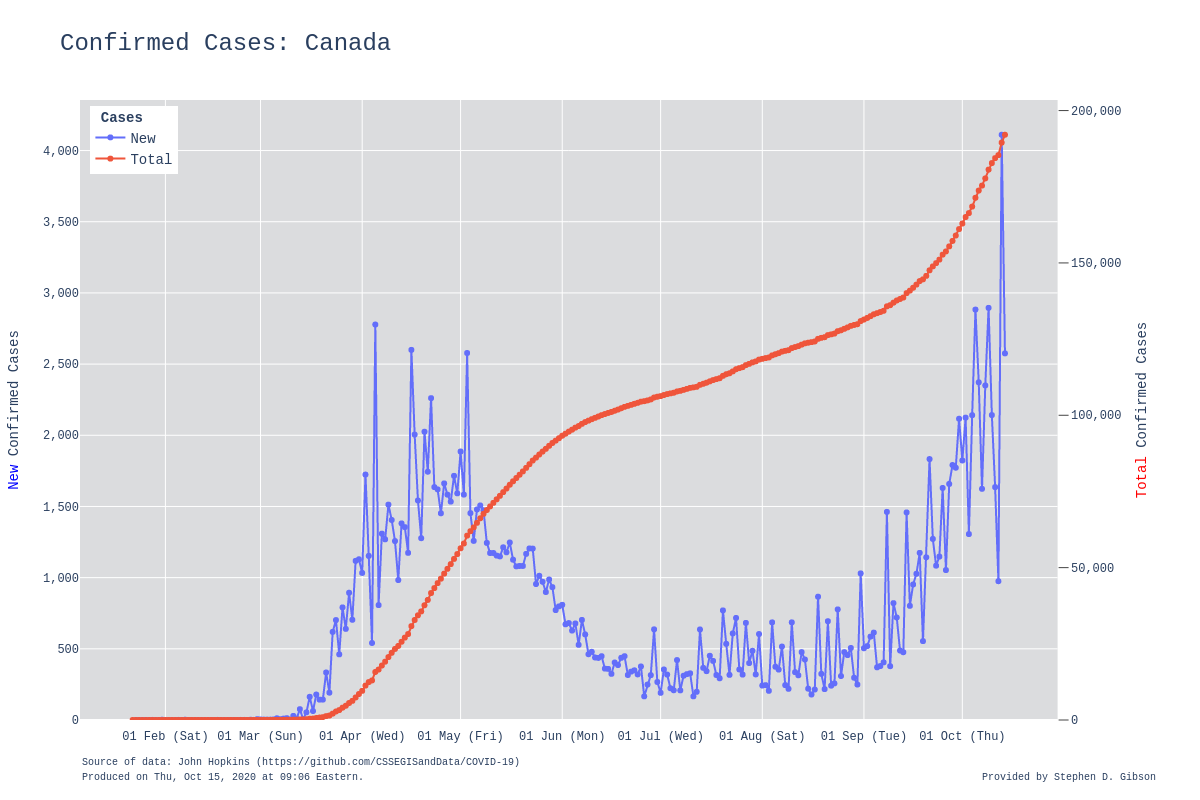 Confirmed Cases: Canada
Cases
New
Total
4,000
3,500
3,000
2,500
2,000
1,500
1,000
500
0
New Confirmed Cases
200,000
150,000
100,000
50,000
0
Total Confirmed Cases
01 Feb (Sat) 01 Mar (Sun) 01 Apr (Wed) 01 May (Fri) 01 Jun (Mon) 01 Jul (Wed) 01 Aug (Sat) 01 Sep (Tue) 01 Oct (Thu)
Source of data: John Hopkins (https://github.com/CSSEGISandData/COVID-19)
Produced on Thu, Oct 15, 2020 at 09:06 Eastern.
Provided by Stephen D. Gibson